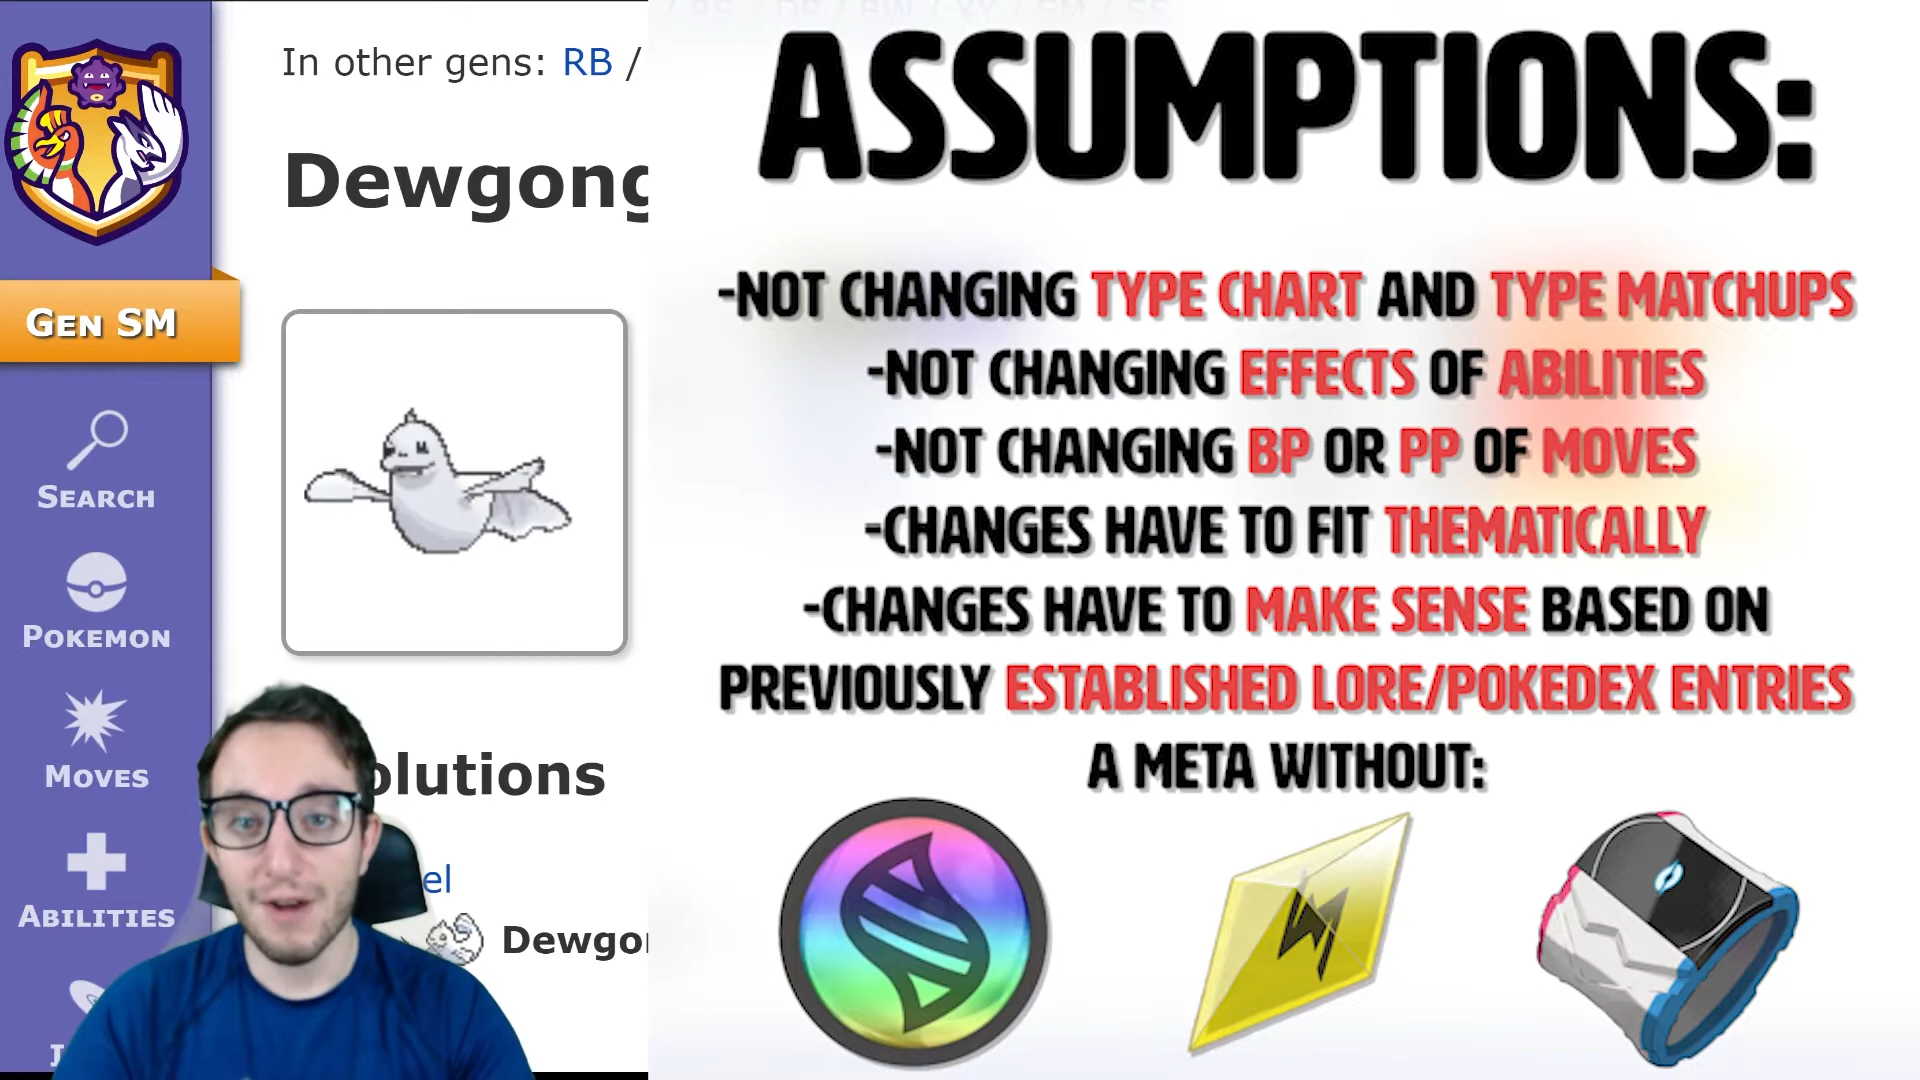 In other gens: RB /
Dewgong
GEN SM
SEARCH
POKEMON
MOVES
ABILITIES
olutions
el
Dewgo
ASSUMPTIONS:
-NOT CHANGING TYPE CHART AND TYPE MATCHUPS
-NOT CHANGING EFFECTS OF ABILITIES
-NOT CHANGING BP OR PP OF MOVES
-CHANGES HAVE TO FIT THEMATICALLY
-CHANGES HAVE TO MAKE SENSE BASED ON
PREVIOUSLY ESTABLISHED LORE/POKEDEX ENTRIES
A META WITHOUT: